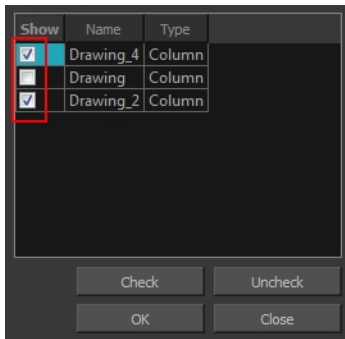 Show Name Type
Drawing_4 Column
Drawing Column
Drawing_2 Column
Check Uncheck
OK Close